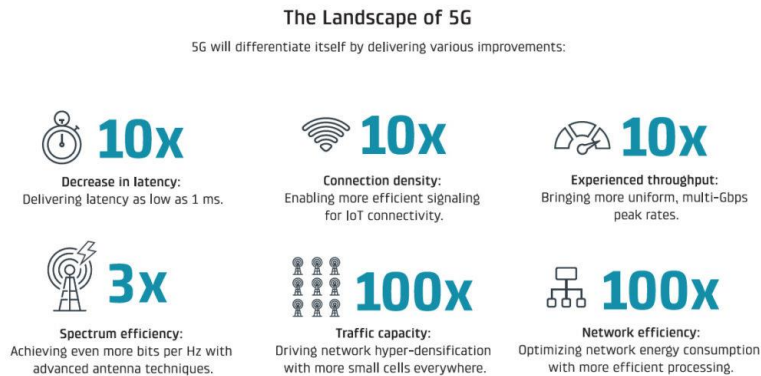 The Landscape of 5G
5G will differentiate itself by delivering various improvements:
10x
Decrease in latency:
Delivering latency as low as 1 ms.
10x
Connection density:
Enabling more efficient signaling
for IoT connectivity.
10x
Experienced throughput:
Bringing more uniform, multi-Gbps
peak rates.
3x
Spectrum efficiency:
Achieving even more bits per Hz with
advanced antenna techniques.
100x
Traffic capacity:
Driving network hyper-densification
with more small cells everywhere.
100x
Network efficiency:
Optimizing network energy consumption
with more efficient processing.